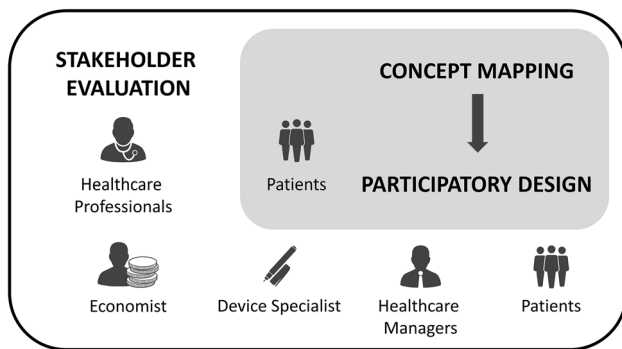 STAKEHOLDER
EVALUATION
CONCEPT MAPPING
Healthcare
Professionals
Patients
PARTICIPATORY DESIGN
Economist
Device Specialist
Healthcare
Managers
Patients